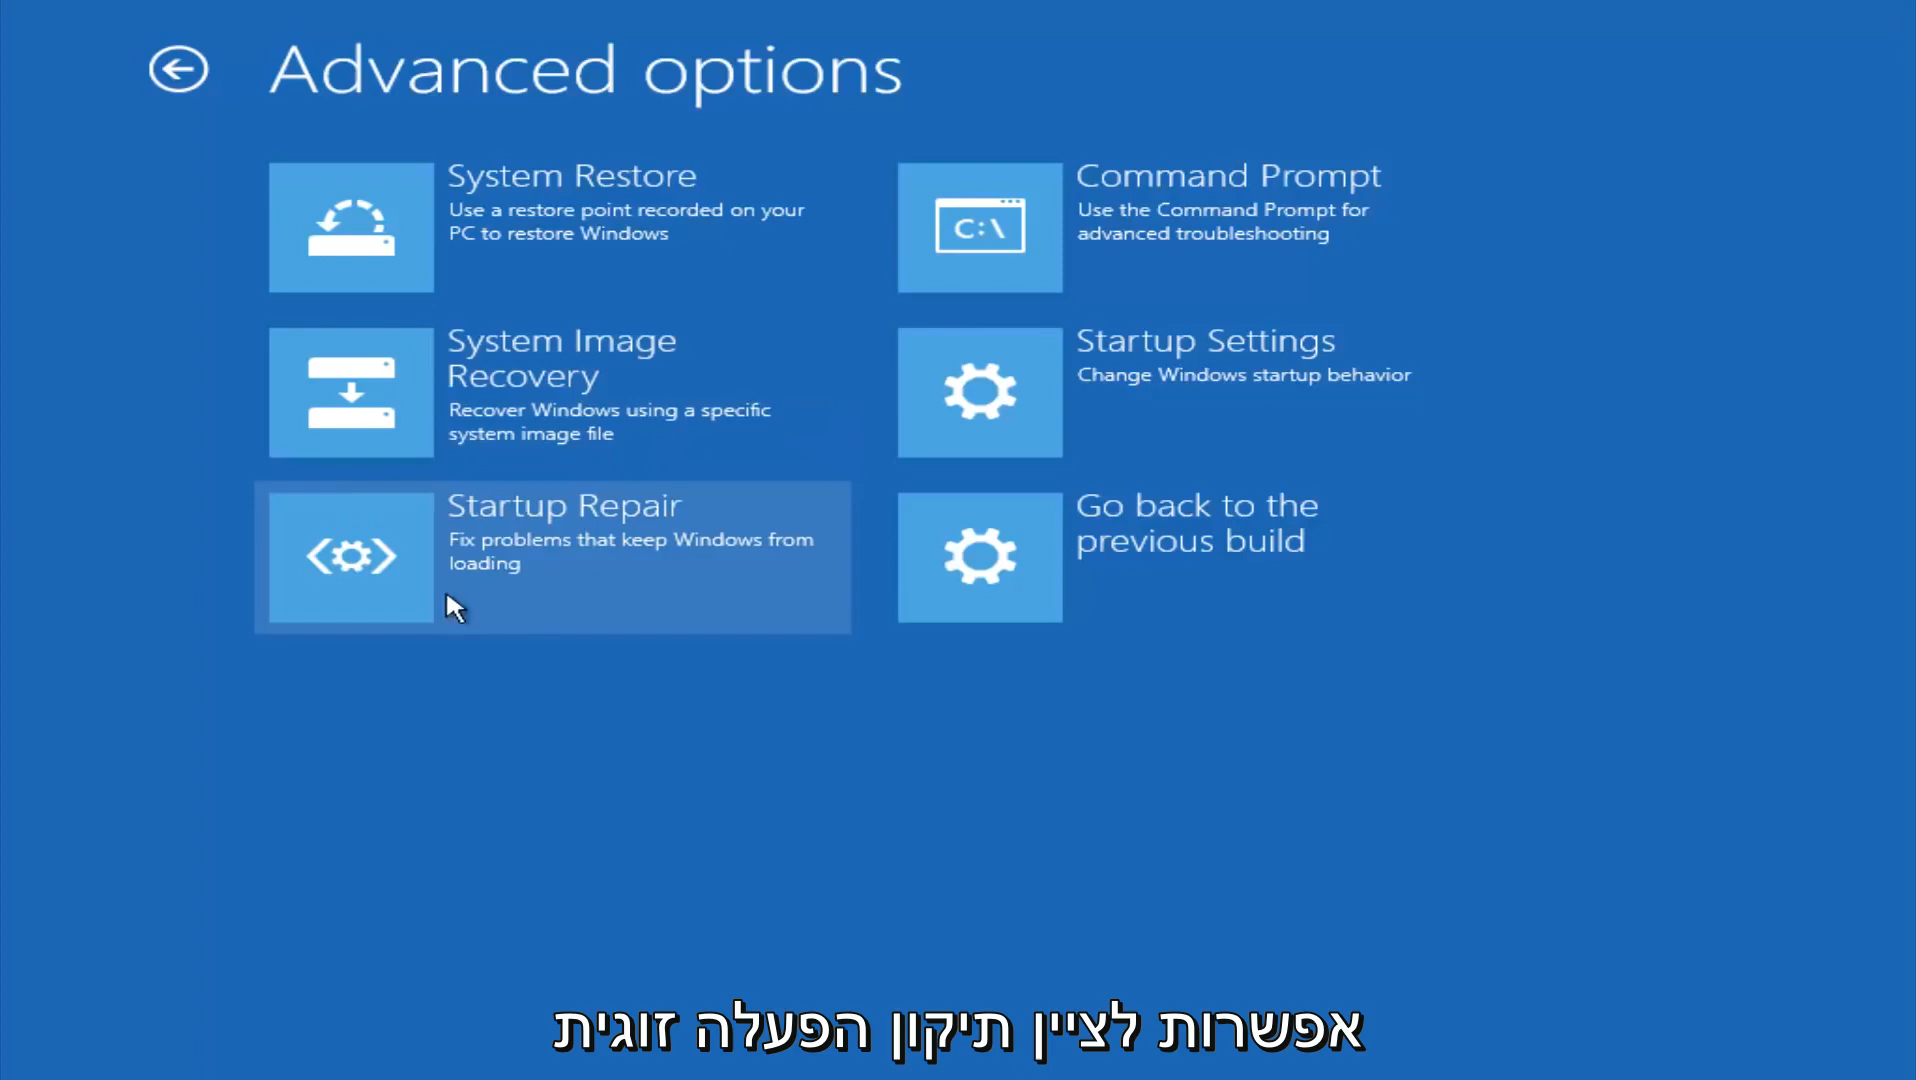 Advanced options
System Restore
Use a restore point recorded on your
PC to restore Windows
System Image
Recovery
Recover Windows using a specific
system image file
Startup Repair
Fix problems that keep Windows from
loading
Command Prompt
Use the Command Prompt for
advanced troubleshooting
C:\
Startup Settings
Change Windows startup behavior
Go back to the
previous build
אפשרות לציין תיקון הפעלה זוגית